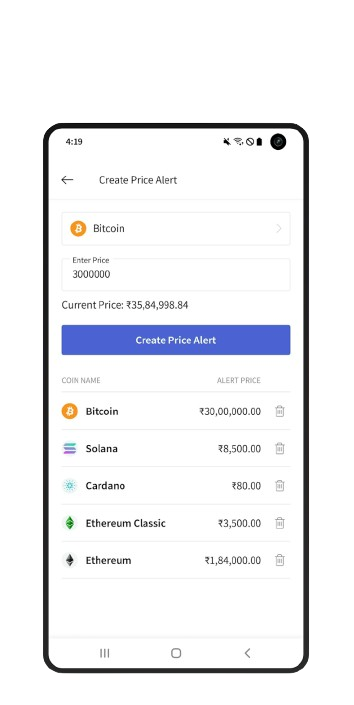 4:19
Create Price Alert
Bitcoin
Enter Price
3000000
Current Price: ₹35,84,998.84
Create Price Alert
COIN NAME ALERT PRICE
Bitcoin ₹30,00,000.00
Solana ₹8,500.00
Cardano ₹80.00
Ethereum Classic ₹3,500.00
Ethereum ₹1,84,000.00